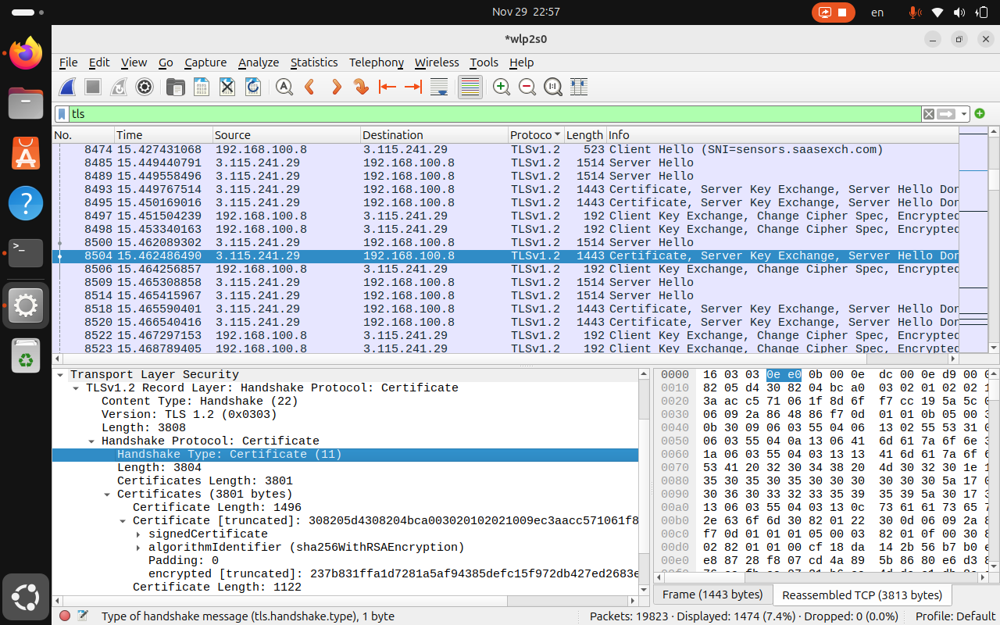 Nov 29 22:57
en
*wlp2s0
File Edit View Go Capture Analyze Statistics Telephony Wireless Tools Help
tls
No. Time Source Destination Protoco Length Info
8474 15.427431068 192.168.100.8 3.115.241.29 TLSv1.2 523 Client Hello (SNI=sensors.saasexch.com)
8485 15.449440791 3.115.241.29 192.168.100.8 TLSv1.2 1514 Server Hello
8489 15.449558496 3.115.241.29 192.168.100.8 TLSv1.2 1514 Server Hello
8493 15.449767514 3.115.241.29 192.168.100.8 TLSv1.2 1443 Certificate, Server Key Exchange, Server Hello Don
8495 15.450169016 3.115.241.29 192.168.100.8 TLSv1.2 1443 Certificate, Server Key Exchange, Server Hello Don
8497 15.451504239 192.168.100.8 3.115.241.29 TLSv1.2 192 Client Key Exchange, Change Cipher Spec, Encrypted
8498 15.453340163 192.168.100.8 3.115.241.29 TLSv1.2 192 Client Key Exchange, Change Cipher Spec, Encrypted
8500 15.462089302 3.115.241.29 192.168.100.8 TLSv1.2 1514 Server Hello
8504 15.462486490 3.115.241.29 192.168.100.8 TLSv1.2 1443 Certificate, Server Key Exchange, Server Hello Don
8506 15.464256857 192.168.100.8 3.115.241.29 TLSv1.2 192 Client Key Exchange, Change Cipher Spec, Encrypted
8509 15.465308858 3.115.241.29 192.168.100.8 TLSv1.2 1514 Server Hello
8514 15.465415967 3.115.241.29 192.168.100.8 TLSv1.2 1514 Server Hello
8518 15.465590401 3.115.241.29 192.168.100.8 TLSv1.2 1443 Certificate, Server Key Exchange, Server Hello Don
8520 15.466540416 3.115.241.29 192.168.100.8 TLSv1.2 1443 Certificate, Server Key Exchange, Server Hello Don
8522 15.467297153 192.168.100.8 3.115.241.29 TLSv1.2 192 Client Key Exchange, Change Cipher Spec, Encrypted
8523 15.468789405 192.168.100.8 3.115.241.29 TLSv1.2 192 Client Key Exchange, Change Cipher Spec, Encrypted
Transport Layer Security
TLSv1.2 Record Layer: Handshake Protocol: Certificate
Content Type: Handshake (22)
Version: TLS 1.2 (0x0303)
Length: 3808
Handshake Protocol: Certificate
Handshake Type: Certificate (11)
Length: 3804
Certificates Length: 3801
Certificates (3801 bytes)
Certificate Length: 1496
Certificate [truncated]: 308205d4308204bca003020102021009ec3aacc571061f8
signedCertificate
algorithmIdentifier (sha256WithRSAEncryption)
Padding: 0
encrypted [truncated]: 237b831ffa1d7281a5af94385defc15f972db427ed2683e
Certificate Length: 1122
0000 16 03 03 0e e0 0b 00 0e dc 00 0e d9 00 0
0010 82 05 d4 30 82 04 bc a0 03 02 01 02 02 1
0020 3a ac c5 71 06 1f 8d 6f f7 cc 19 5a 5c 0
0030 06 09 2a 86 48 86 f7 0d 01 01 0b 05 00 3
0040 0b 30 09 06 03 55 04 06 13 02 55 53 31 0
0050 06 03 55 04 0a 13 06 41 6d 61 7a 6f 6e 3
0060 1a 06 03 55 04 03 13 13 41 6d 61 7a 6f 6
0070 53 41 20 32 30 34 38 20 4d 30 32 30 1e 1
0080 35 30 35 30 35 30 30 30 30 30 30 5a 17 0
0090 30 36 30 33 32 33 35 39 35 39 5a 30 17 3
00a0 13 06 03 55 04 03 13 0c 73 61 61 73 65 7
00b0 2e 63 6f 6d 30 82 01 22 30 0d 06 09 2a 8
00c0 f7 0d 01 01 01 05 00 03 82 01 0f 00 30 8
00d0 02 82 01 01 00 cf 18 da 14 2b 56 b7 b0 e
00e0 e8 87 28 f8 07 cd 4a 89 5b 86 80 e6 d3 8
Frame (1443 bytes) Reassembled TCP (3813 bytes)
Type of handshake message (tls.handshake.type), 1 byte
Packets: 19823 · Displayed: 1474 (7.4%) · Dropped: 0 (0.0%)
Profile: Default